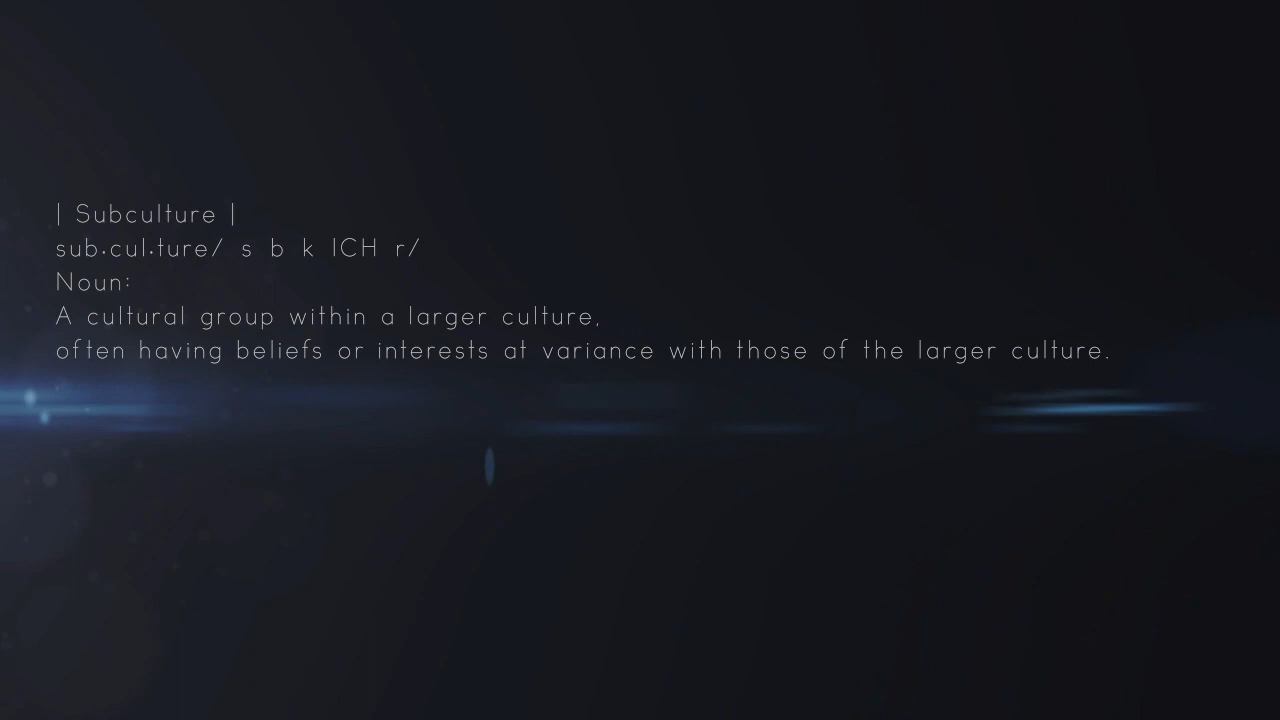 | Subculture |
sub·cul·ture/ s b k lCH r/
Noun:
A cultural group within a larger culture,
often having beliefs or interests at variance with those of the larger culture.